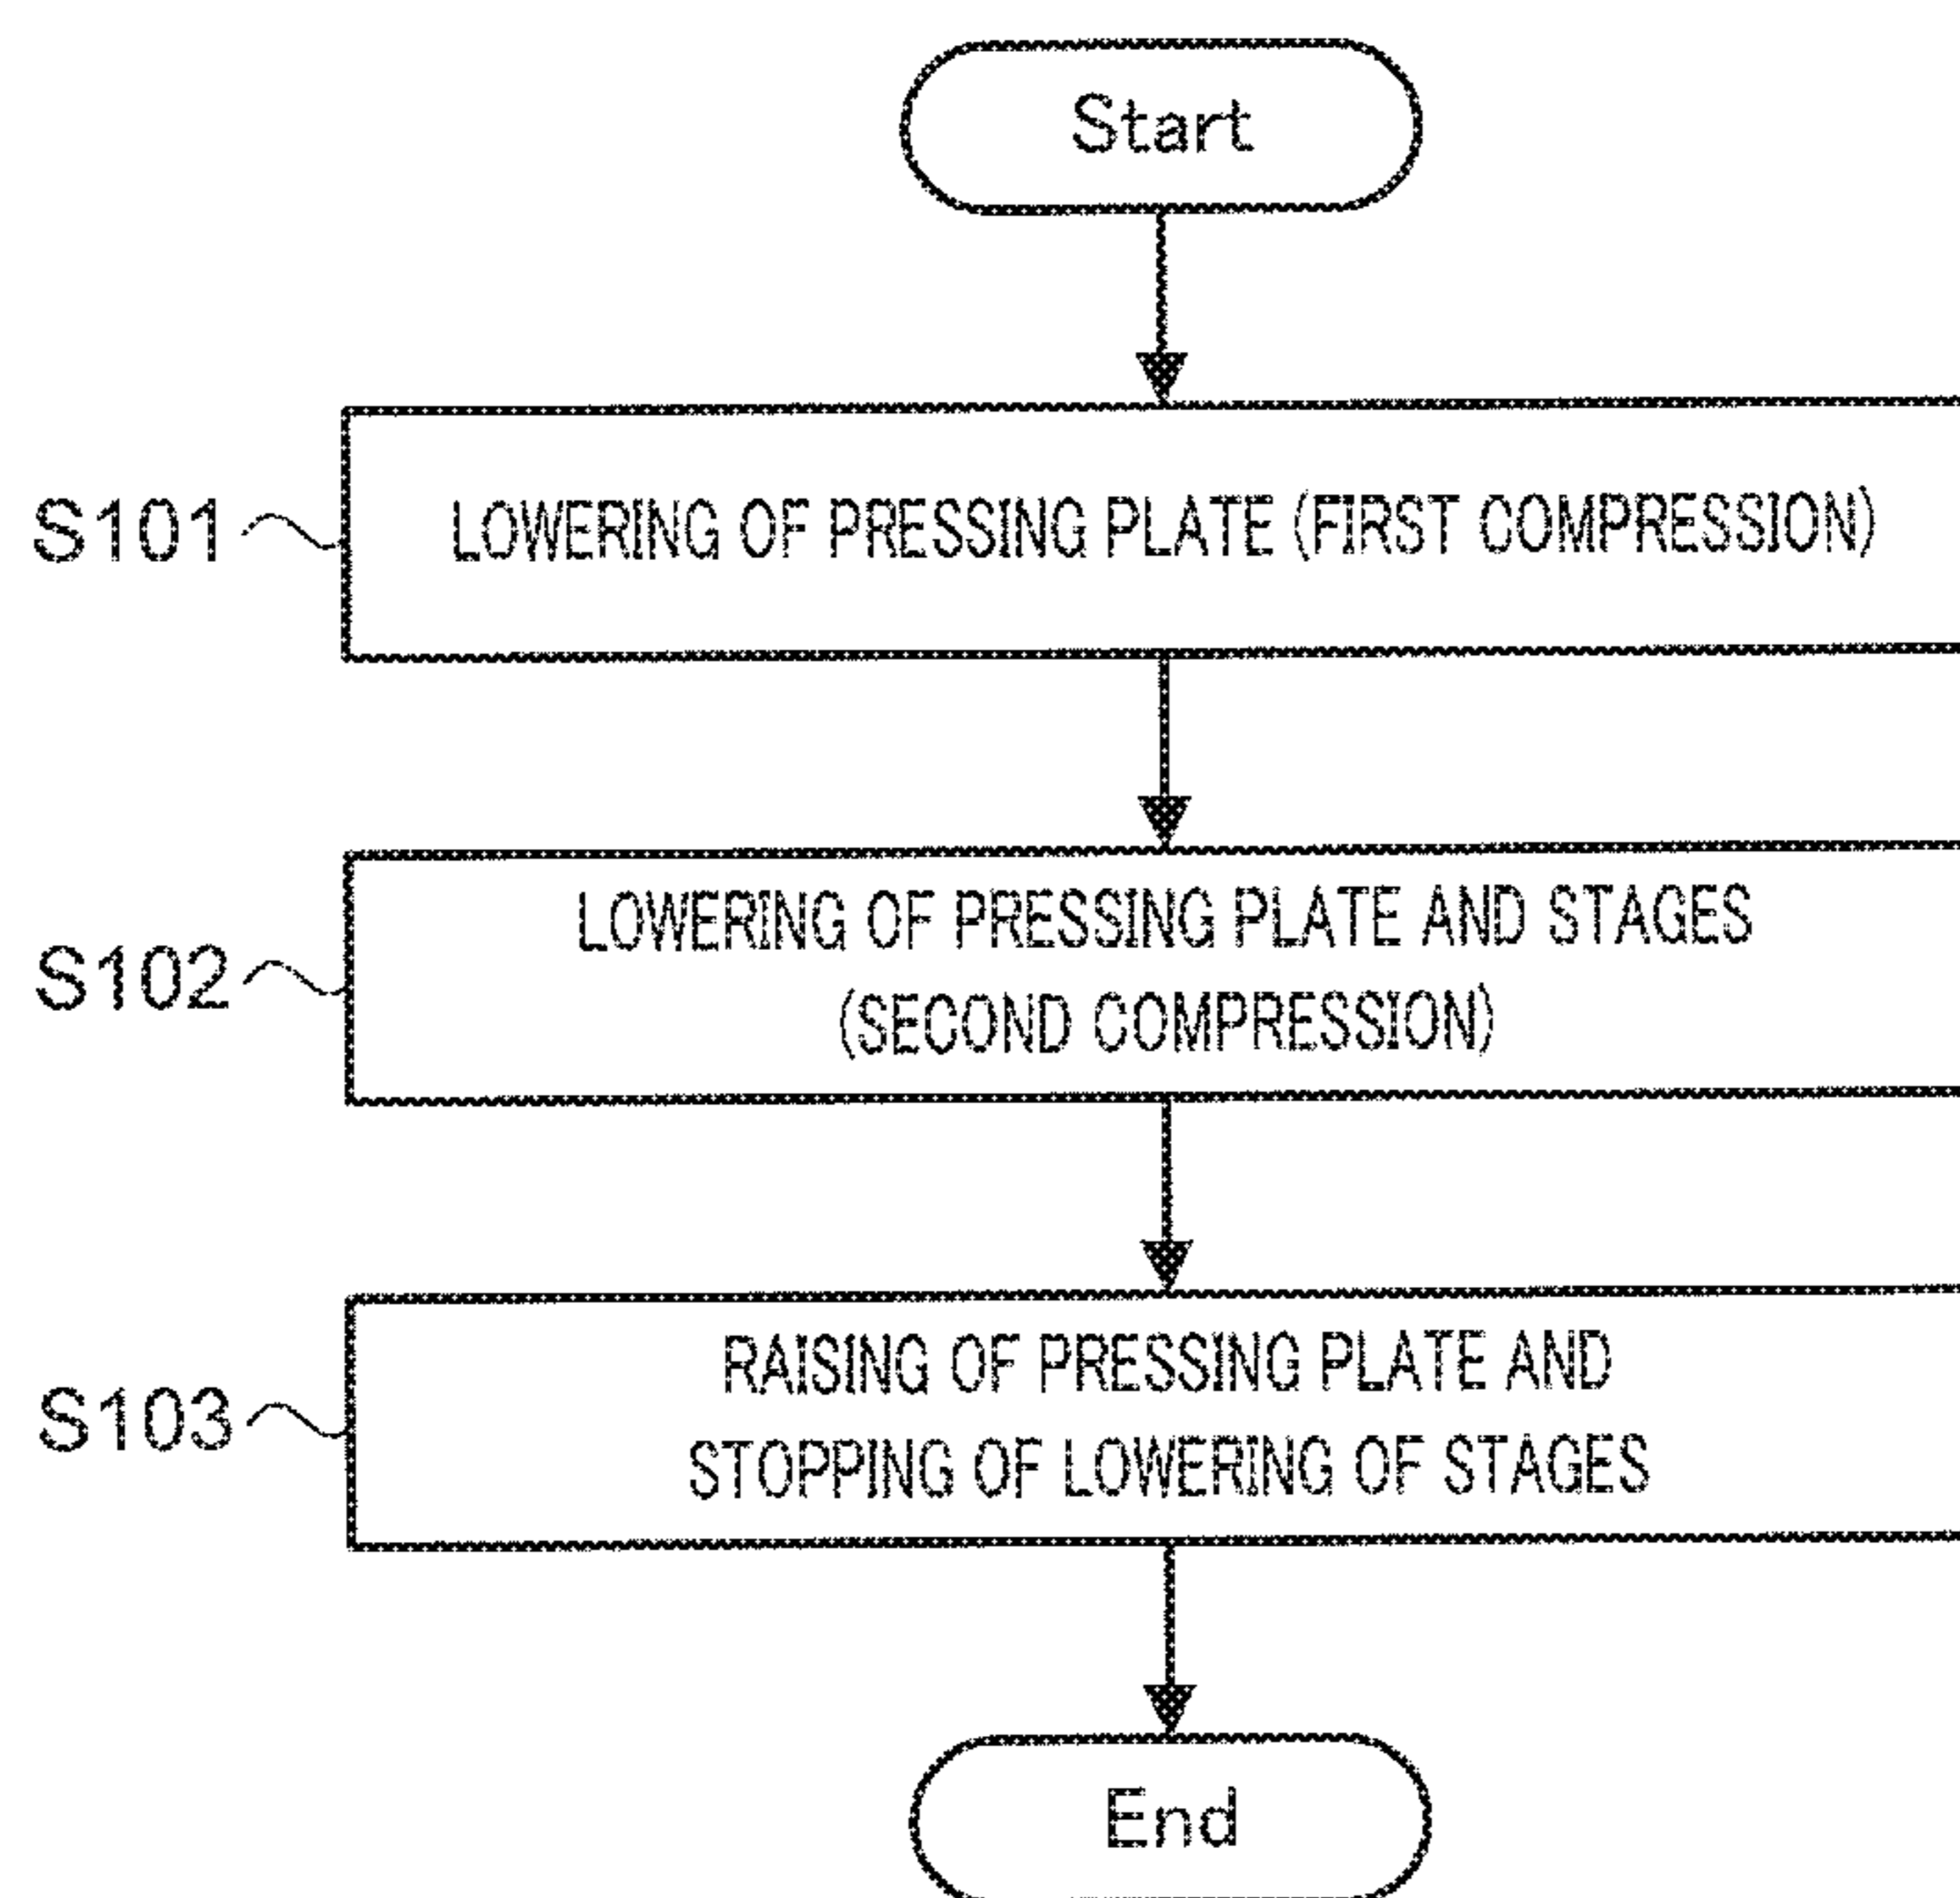 Start
S101
LOWERING OF PRESSING PLATE (FIRST COMPRESSION)
S102
LOWERING OF PRESSING PLATE AND STAGES
(SECOND COMPRESSION)
S103
RAISING OF PRESSING PLATE AND
STOPPING OF LOWERING OF STAGES
End